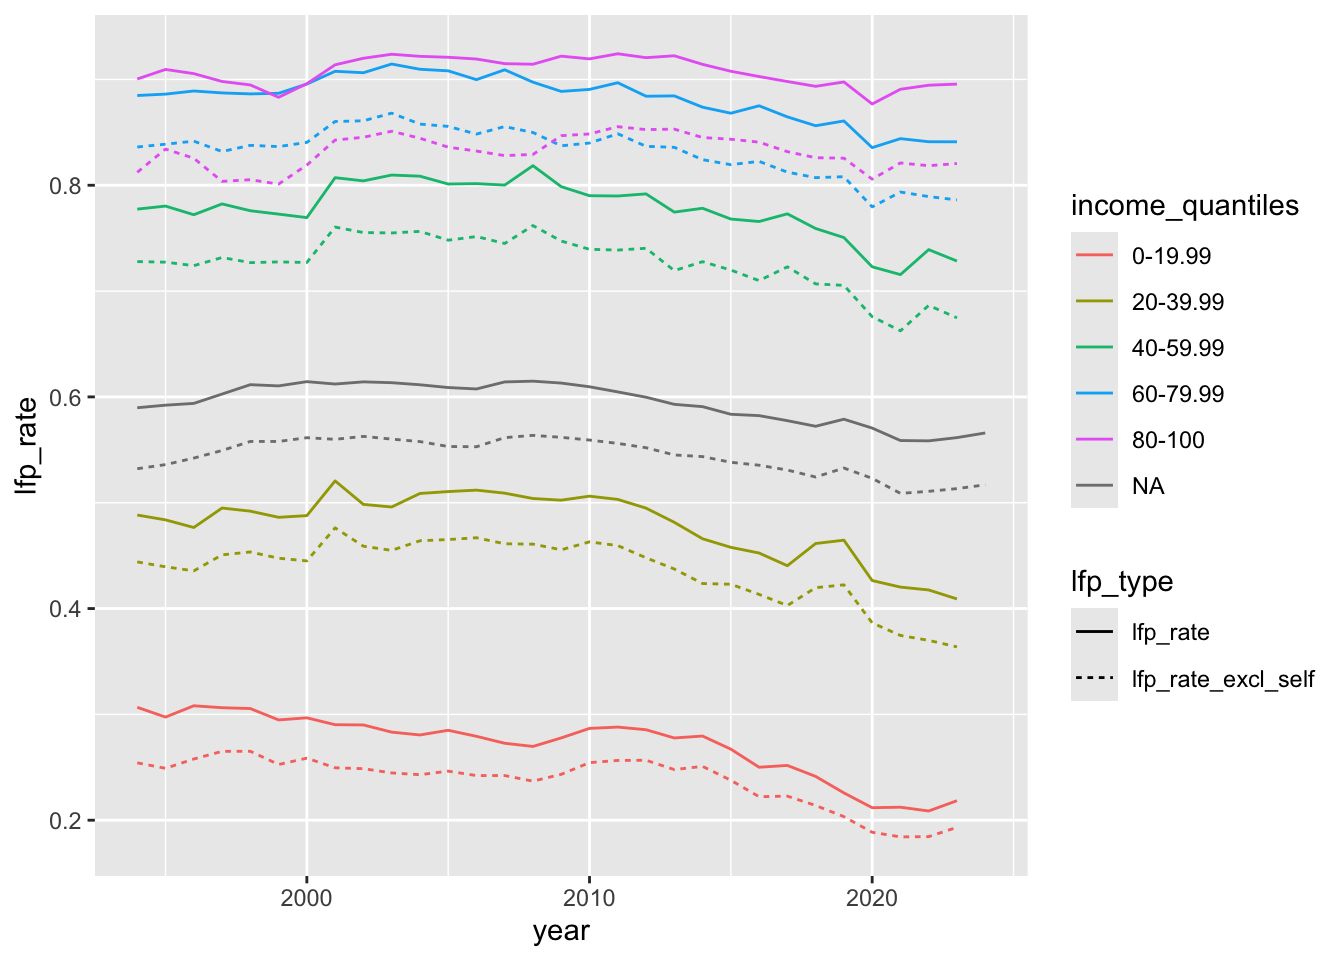 lfp_rate
0.8
0.6
0.4
0.2
2000
2010
2020
year
income_quantiles
0-19.99
20-39.99
40-59.99
60-79.99
80-100
NA
lfp_type
lfp_rate
lfp_rate_excl_self